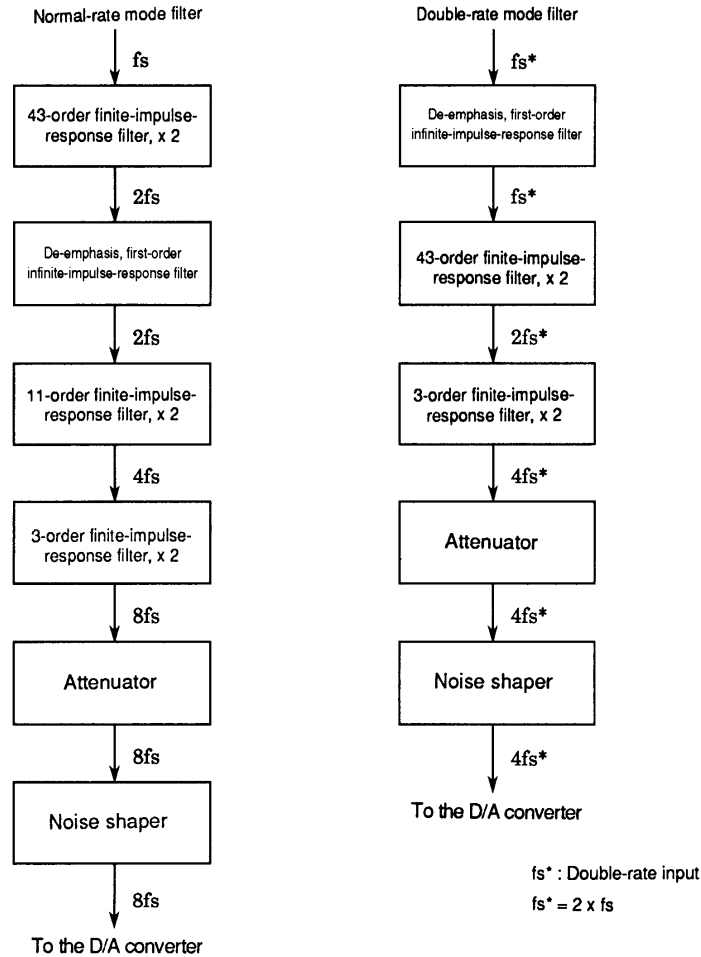 Normal-rate mode filter
fs
43-order finite-impulse-
response filter, x 2
2fs
De-emphasis, first-order
infinite-impulse-response filter
2fs
11-order finite-impulse-
response filter, x 2
4fs
3-order finite-impulse-
response filter, x 2
8fs
Attenuator
8fs
Noise shaper
8fs
To the D/A converter
Double-rate mode filter
fs*
De-emphasis, first-order
infinite-impulse-response filter
fs*
43-order finite-impulse-
response filter, x 2
2fs*
3-order finite-impulse-
response filter, x 2
4fs*
Attenuator
4fs*
Noise shaper
4fs*
To the D/A converter
fs* : Double-rate input
fs* = 2 x fs